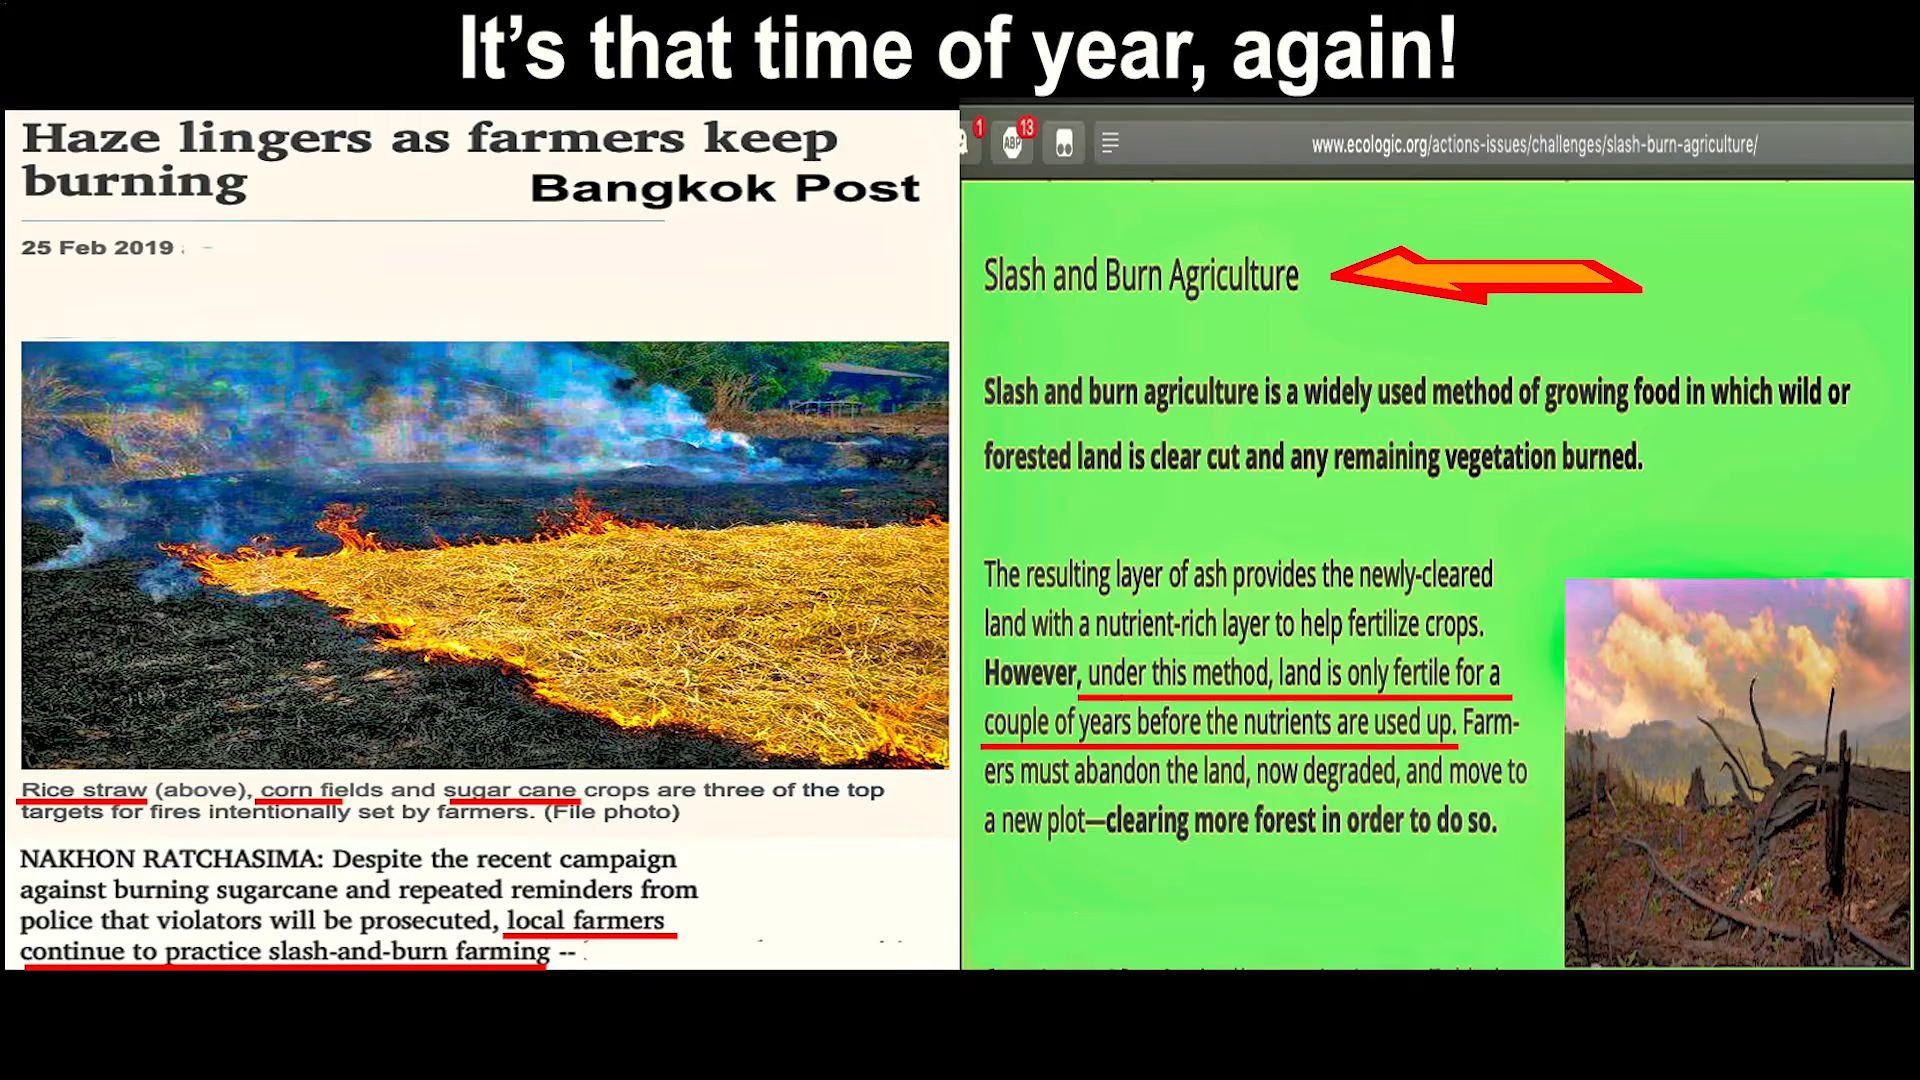 It's that time of year, again!
Haze lingers as farmers keep
burning
Bangkok Post
25 Feb 2019
Rice straw (above), corn fields and sugar cane crops are three of the top
targets for fires intentionally set by farmers. (File photo)
NAKHON RATCHASIMA: Despite the recent campaign
against burning sugarcane and repeated reminders from
police that violators will be prosecuted, local farmers
continue to practice slash-and-burn farming --
1
ABP
13
www.ecologic.org/actions-issues/challenges/slash-burn-agriculture/
Slash and Burn Agriculture
Slash and burn agriculture is a widely used method of growing food in which wild or
forested land is clear cut and any remaining vegetation burned.
The resulting layer of ash provides the newly-cleared
land with a nutrient-rich layer to help fertilize crops.
However, under this method, land is only fertile for a
couple of years before the nutrients are used up. Farm-
ers must abandon the land, now degraded, and move to
a new plot—clearing more forest in order to do so.